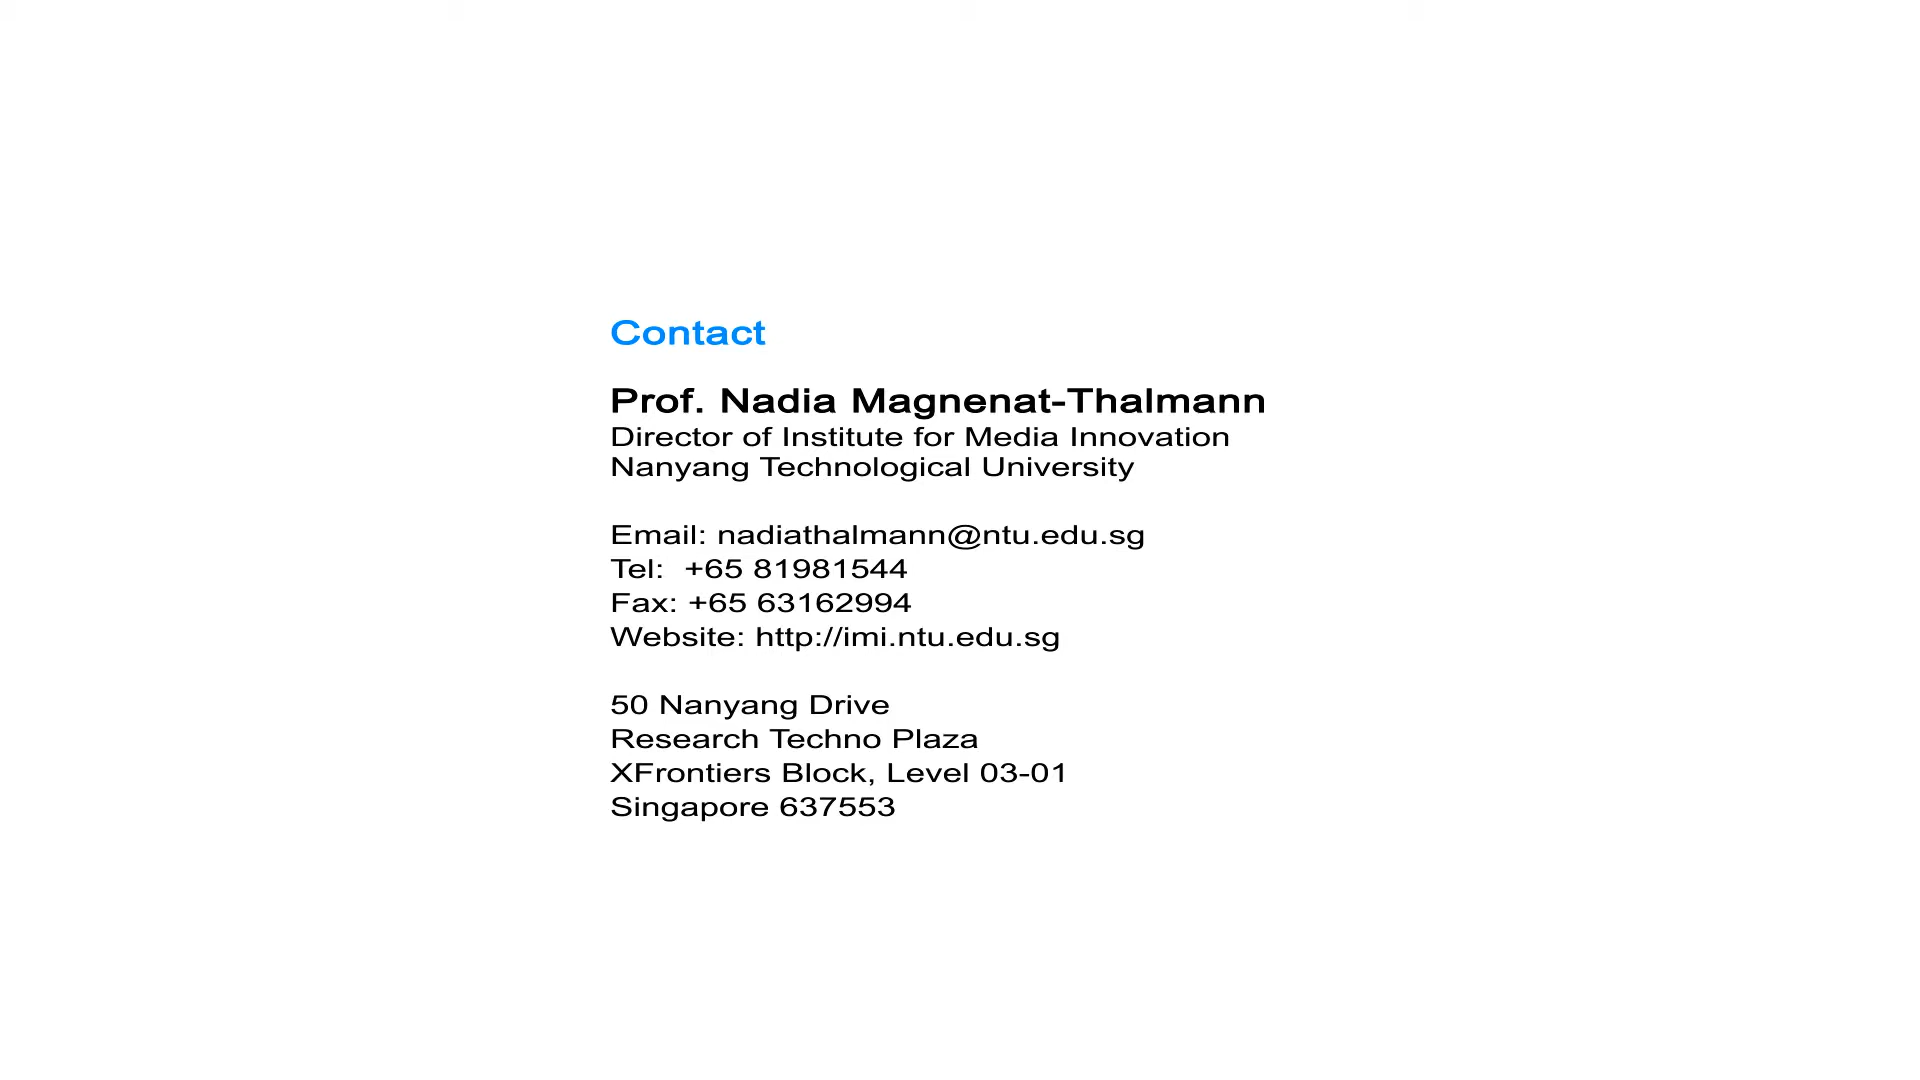 Contact
Prof. Nadia Magnenat-Thalmann
Director of Institute for Media Innovation
Nanyang Technological University
Email: nadiathalmann@ntu.edu.sg
Tel:  +65 81981544
Fax: +65 63162994
Website: http://imi.ntu.edu.sg
50 Nanyang Drive
Research Techno Plaza
XFrontiers Block, Level 03-01
Singapore 637553